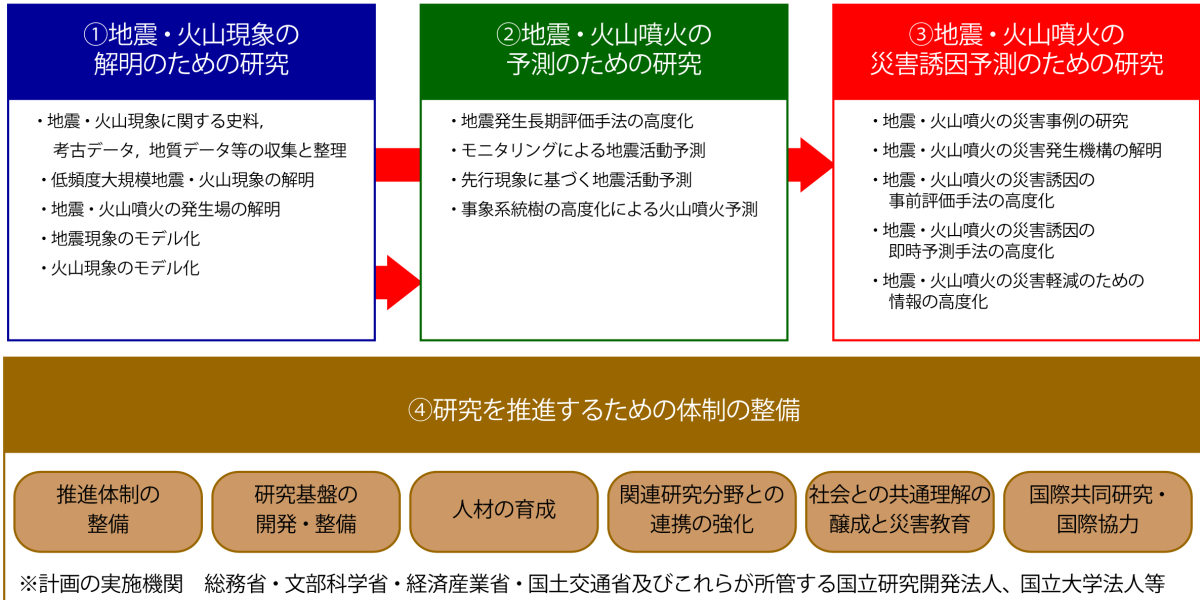 ①地震・火山現象の
解明のための研究
・地震・火山現象に関する史料,
考古データ, 地質データ等の収集と整理
・低頻度大規模地震・火山現象の解明
・地震・火山噴火の発生場の解明
・地震現象のモデル化
・火山現象のモデル化
②地震・火山噴火の
予測のための研究
・地震発生長期評価手法の高度化
・モニタリングによる地震活動予測
・先行現象に基づく地震活動予測
・事象系統樹の高度化による火山噴火予測
③地震・火山噴火の
災害誘因予測のための研究
・地震・火山噴火の災害事例の研究
・地震・火山噴火の災害発生機構の解明
・地震・火山噴火の災害誘因の
事前評価手法の高度化
・地震・火山噴火の災害誘因の
即時予測手法の高度化
・地震・火山噴火の災害軽減のための
情報の高度化
④研究を推進するための体制の整備
推進体制の
整備
研究基盤の
開発・整備
人材の育成
関連研究分野との
連携の強化
社会との共通理解の
醸成と災害教育
国際共同研究・
国際協力
※計画の実施機関　総務省・文部科学省・経済産業省・国土交通省及びこれらが所管する国立研究開発法人、国立大学法人等